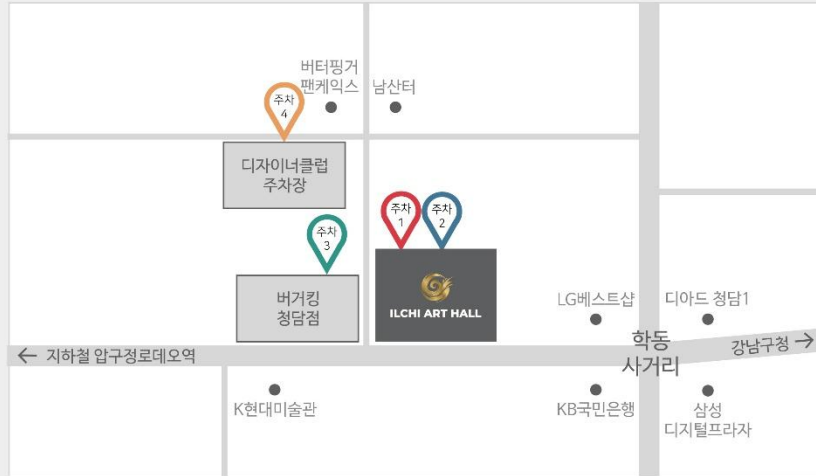 버터핑거
팬케익스
남산터
주차
4
디자이너클럽
주차장
주차
1
주차
2
주차
3
버거킹
청담점
ILCHI ART HALL
LG베스트샵
디아드 청담1
← 지하철 압구정로데오역
학동
사거리
강남구청 →
K현대미술관
KB국민은행
삼성
디지털프라자